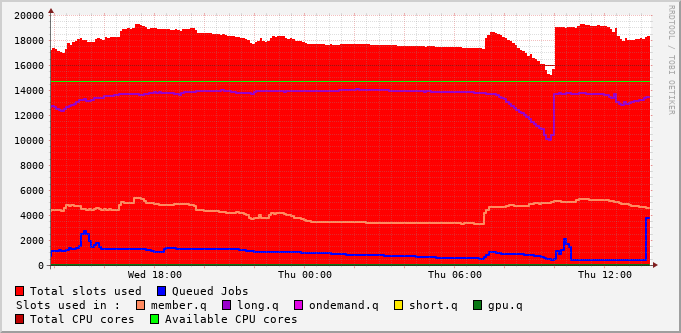 20000
18000
16000
14000
12000
10000
8000
6000
4000
2000
0
Wed 18:00 Thu 00:00 Thu 06:00 Thu 12:00
RRDTOOL / TOBI OETIKER
Total slots used Queued Jobs
Slots used in : member.q long.q ondemand.q short.q gpu.q
Total CPU cores Available CPU cores